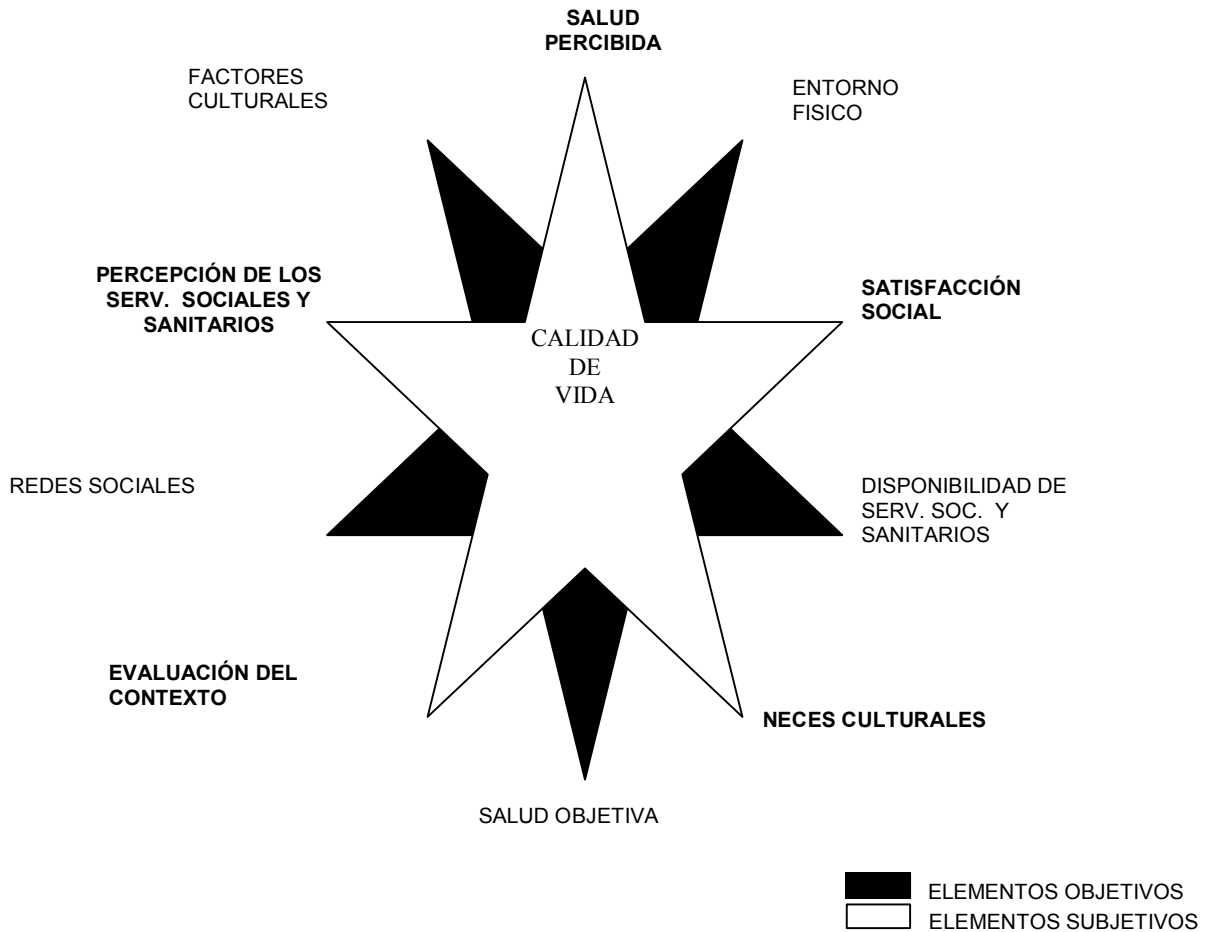 SALUD
PERCIBIDA
FACTORES
CULTURALES
ENTORNO
FISICO
PERCEPCIÓN DE LOS
SERV. SOCIALES Y
SANITARIOS
SATISFACCIÓN
SOCIAL
CALIDAD
DE
VIDA
REDES SOCIALES
DISPONIBILIDAD DE
SERV. SOC. Y
SANITARIOS
EVALUACIÓN DEL
CONTEXTO
NECES CULTURALES
SALUD OBJETIVA
ELEMENTOS OBJETIVOS
ELEMENTOS SUBJETIVOS